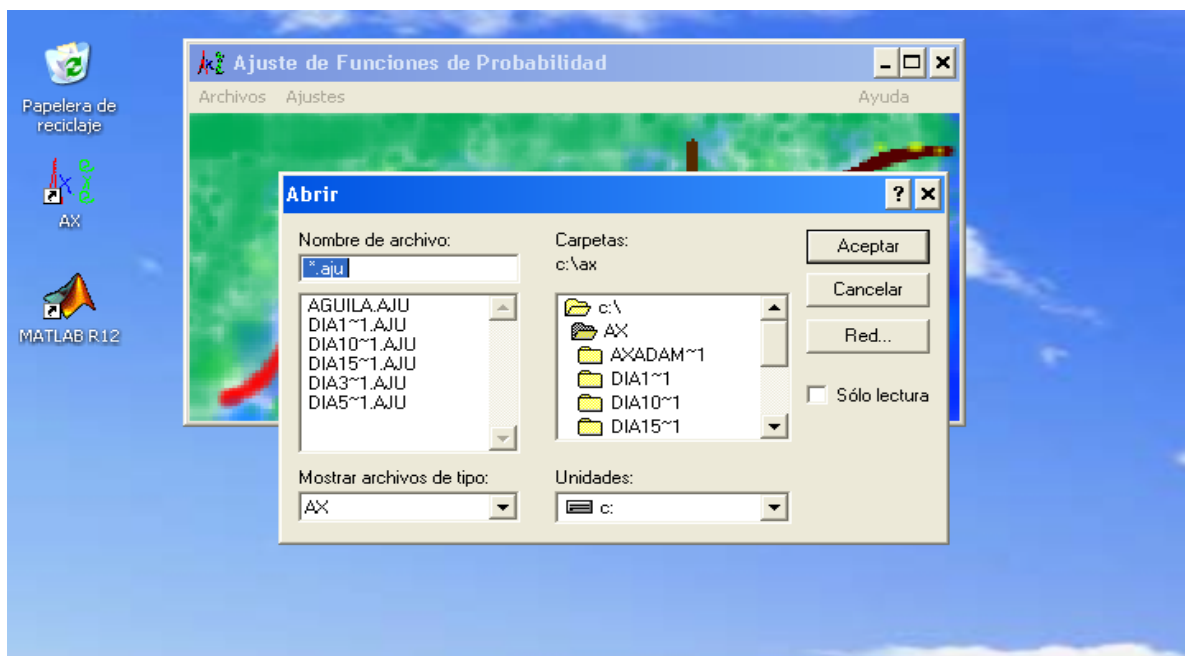 Papelera de
reciclaje
AX
MATLAB R12
Ajuste de Funciones de Probabilidad
Archivos Ajustes Ayuda
Abrir
Nombre de archivo:
*.aju
AGUILA.AJU
DIA1~1.AJU
DIA10~1.AJU
DIA15~1.AJU
DIA3~1.AJU
DIA5~1.AJU
Mostrar archivos de tipo:
AX
Carpetas:
c:\ax
c:\
AX
AXADAM~1
DIA1~1
DIA10~1
DIA15~1
Unidades:
c:
Aceptar
Cancelar
Red...
Sólo lectura